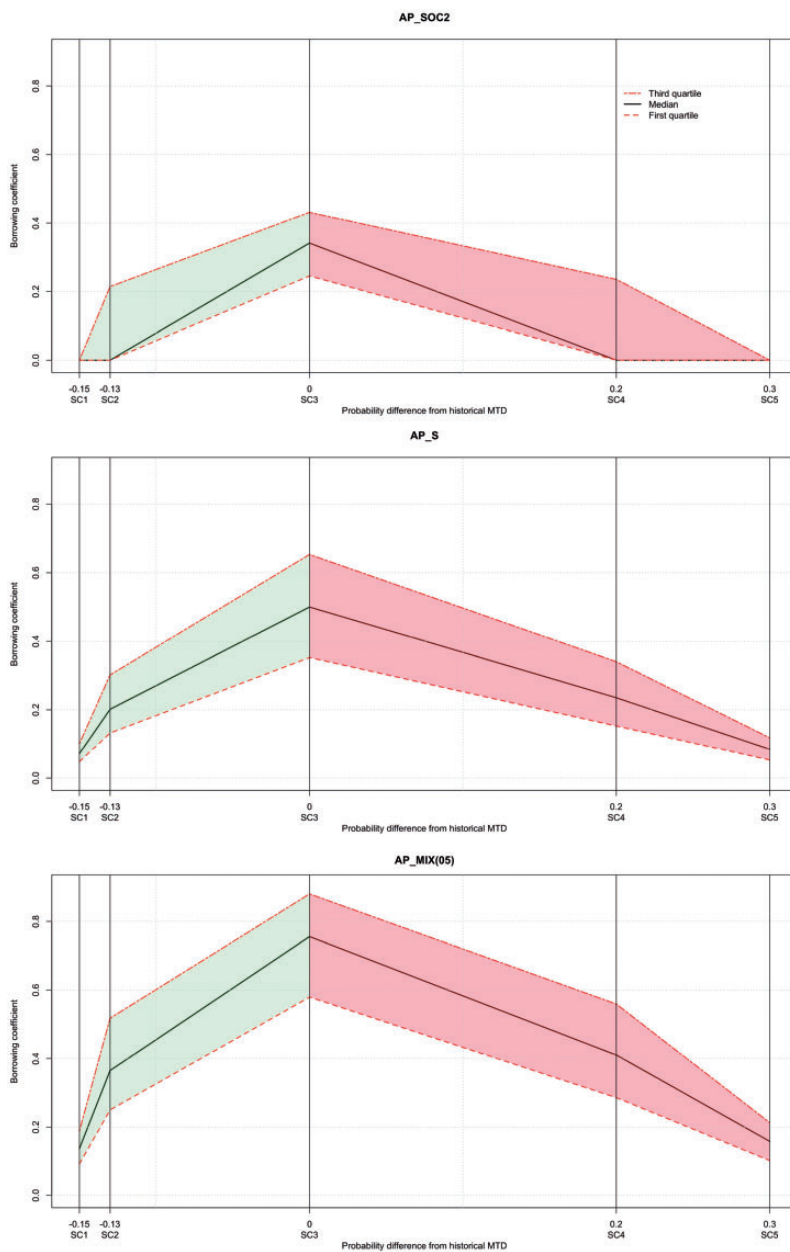 AP_SOC2
Third quartile
Median
First quartile
Borrowing coefficient
0.8
0.6
0.4
0.2
0.0
-0.15 -0.13 0 0.2 0.3
SC1 SC2 SC3 SC4 SC5
Probability difference from historical MTD
AP_S
Borrowing coefficient
0.8
0.6
0.4
0.2
0.0
-0.15 -0.13 0 0.2 0.3
SC1 SC2 SC3 SC4 SC5
Probability difference from historical MTD
AP_MIX(05)
Borrowing coefficient
0.8
0.6
0.4
0.2
0.0
-0.15 -0.13 0 0.2 0.3
SC1 SC2 SC3 SC4 SC5
Probability difference from historical MTD